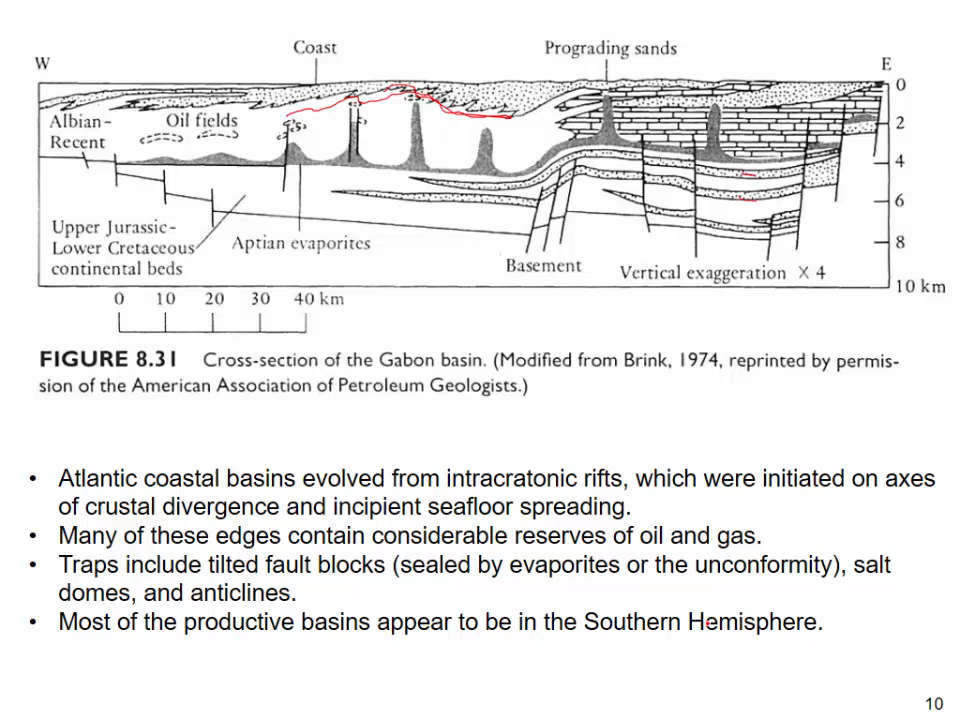 Coast
Prograding sands
W
E
0
Albian-
Recent
Oil fields
2
4
6
Upper Jurassic-
Lower Cretaceous
continental beds
Aptian evaporites
8
Basement
Vertical exaggeration X 4
10 km
0 10 20 30 40 km
FIGURE 8.31 Cross-section of the Gabon basin. (Modified from Brink, 1974, reprinted by permis-
sion of the American Association of Petroleum Geologists.)
• Atlantic coastal basins evolved from intracratonic rifts, which were initiated on axes
of crustal divergence and incipient seafloor spreading.
• Many of these edges contain considerable reserves of oil and gas.
• Traps include tilted fault blocks (sealed by evaporites or the unconformity), salt
domes, and anticlines.
• Most of the productive basins appear to be in the Southern Hemisphere.
10